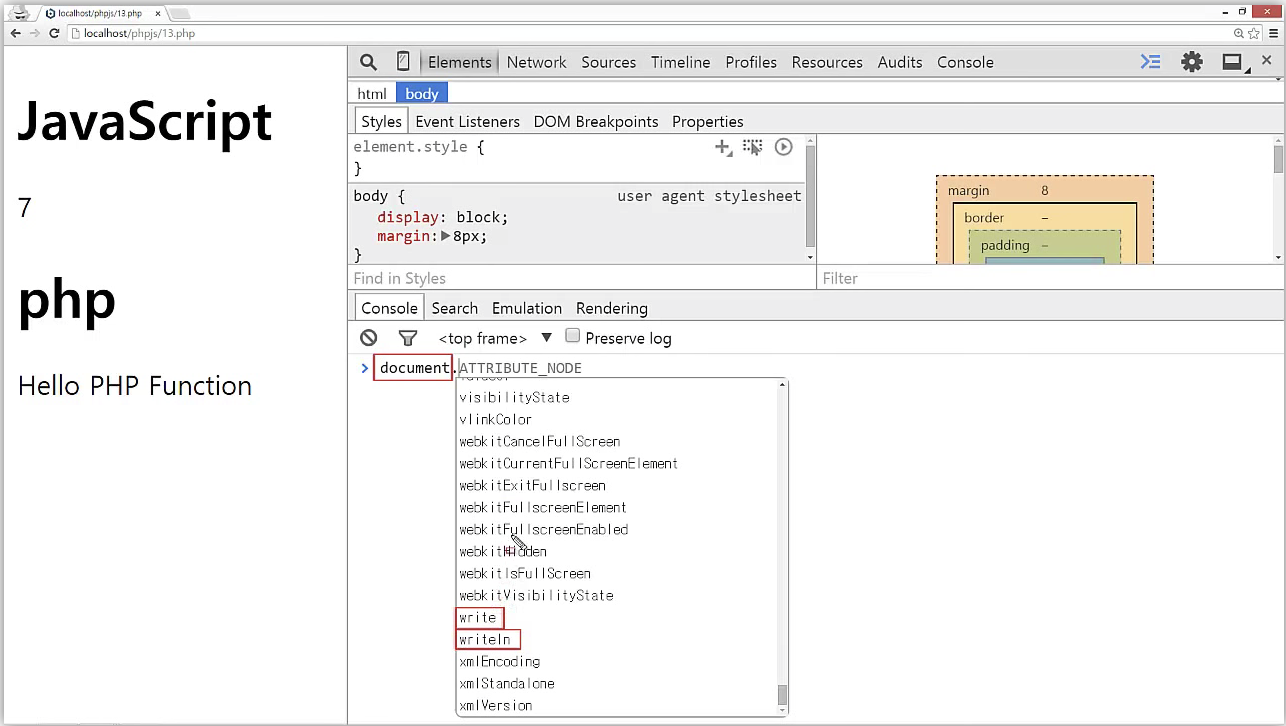 localhost/phpjs/13.php
localhost/phpjs/13.php
JavaScript
7
php
Hello PHP Function
Elements Network Sources Timeline Profiles Resources Audits Console
html body
Styles Event Listeners DOM Breakpoints Properties
element.style {
}
body { user agent stylesheet
display: block;
margin: 8px;
}
Find in Styles
margin 8
border –
padding –
Filter
Console Search Emulation Rendering
<top frame> ▼ Preserve log
> document.ATTRIBUTE_NODE
visibilityState
vlinkColor
webkitCancelFullScreen
webkitCurrentFullScreenElement
webkitExitFullscreen
webkitFullscreenElement
webkitFullscreenEnabled
webkitHidden
webkitIsFullScreen
webkitVisibilityState
write
writeln
xmlEncoding
xmlStandalone
xmlVersion